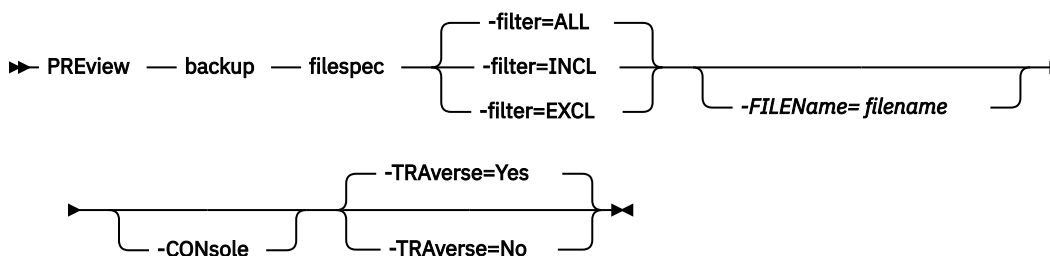 -filter=ALL
PREview backup filespec -filter=INCL
-filter=EXCL
-FILEName= filename
-TRAverse=Yes
-CONsole
-TRAverse=No